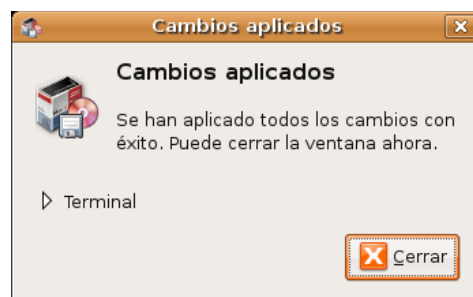 Cambios aplicados
Cambios aplicados
Se han aplicado todos los cambios con
éxito. Puede cerrar la ventana ahora.
Terminal
Cerrar